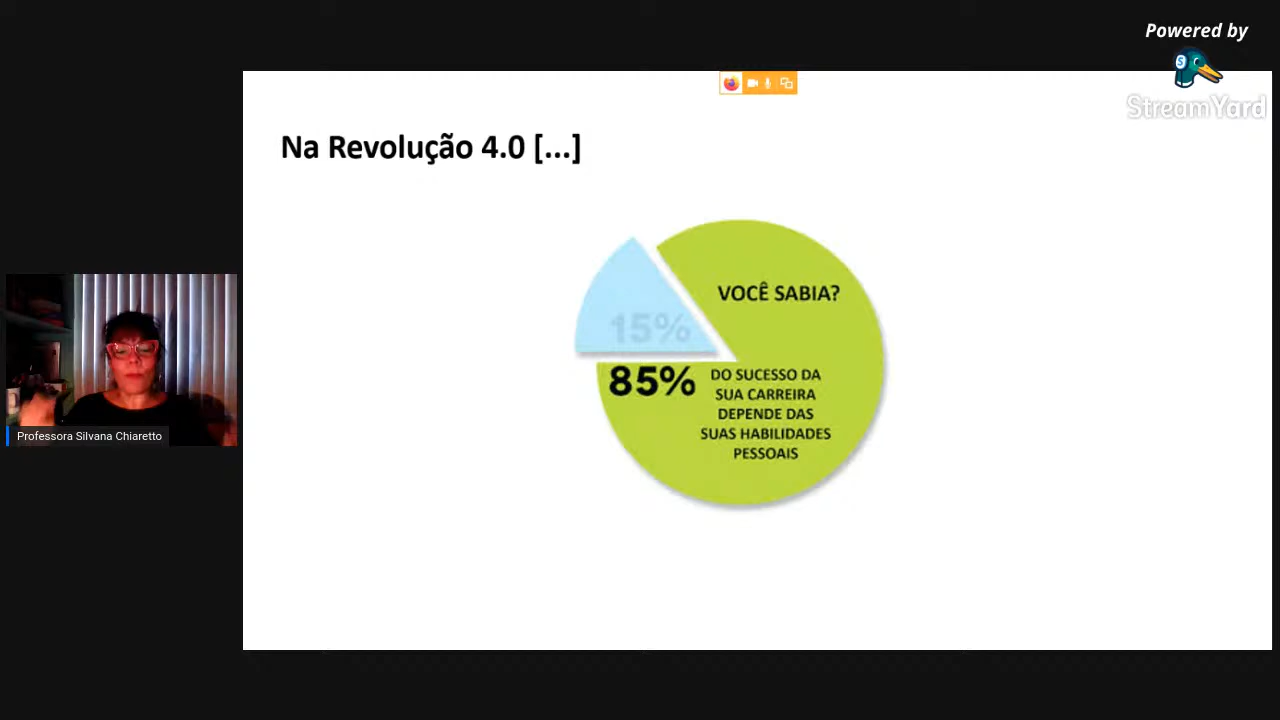 Powered by
StreamYard
Na Revolução 4.0 [...]
VOCÊ SABIA?
15%
85%
DO SUCESSO DA
SUA CARREIRA
DEPENDE DAS
SUAS HABILIDADES
PESSOAIS
Professora Silvana Chiaretto